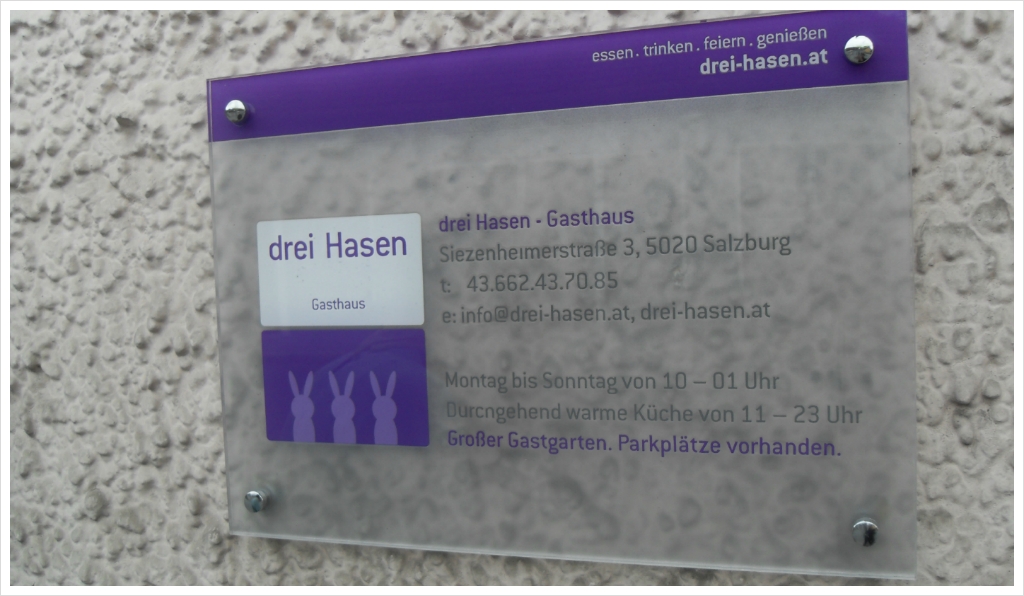 essen . trinken . feiern . genießen
drei-hasen.at
drei Hasen
Gasthaus
drei Hasen - Gasthaus
Siezenheimerstraße 3, 5020 Salzburg
t: 43.662.43.70.85
e: info@drei-hasen.at, drei-hasen.at
Montag bis Sonntag von 10 – 01 Uhr
Durchgehend warme Küche von 11 – 23 Uhr
Großer Gastgarten. Parkplätze vorhanden.